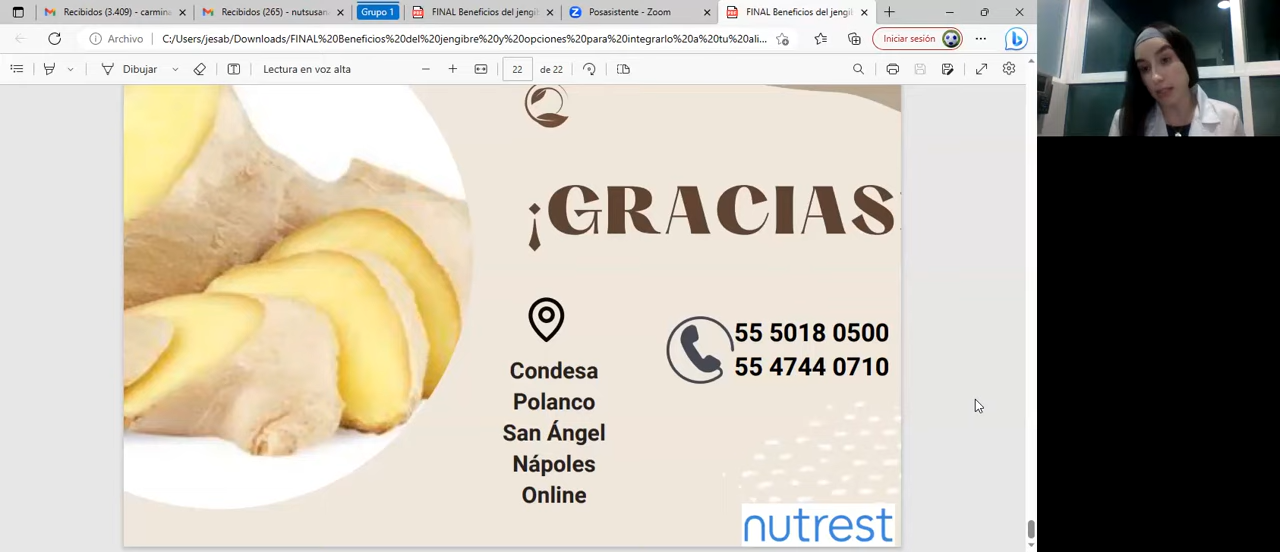 Recibidos (3.409) - carmina
Recibidos (265) - nutsusan
Grupo 1
FINAL Beneficios del jengi
Posasistente - Zoom
FINAL Beneficios del jengi
Archivo
C:/Users/jesab/Downloads/FINAL%20Beneficios%20del%20jengibre%20y%20opciones%20para%20integrarlo%20a%20tu%20ali...
Iniciar sesión
Dibujar
Lectura en voz alta
22
de 22
¡GRACIAS
55 5018 0500
55 4744 0710
Condesa
Polanco
San Ángel
Nápoles
Online
nutrest